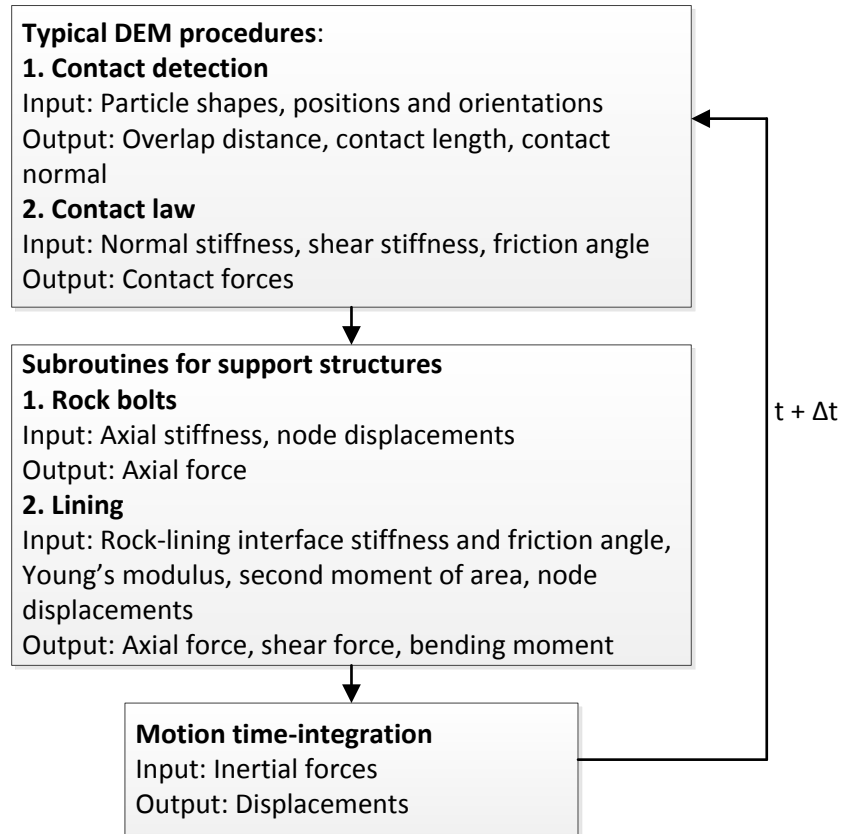 Typical DEM procedures:
1. Contact detection
Input: Particle shapes, positions and orientations
Output: Overlap distance, contact length, contact
normal
2. Contact law
Input: Normal stiffness, shear stiffness, friction angle
Output: Contact forces
Subroutines for support structures
1. Rock bolts
Input: Axial stiffness, node displacements
Output: Axial force
2. Lining
Input: Rock-lining interface stiffness and friction angle,
Young’s modulus, second moment of area, node
displacements
Output: Axial force, shear force, bending moment
t + Δt
Motion time-integration
Input: Inertial forces
Output: Displacements